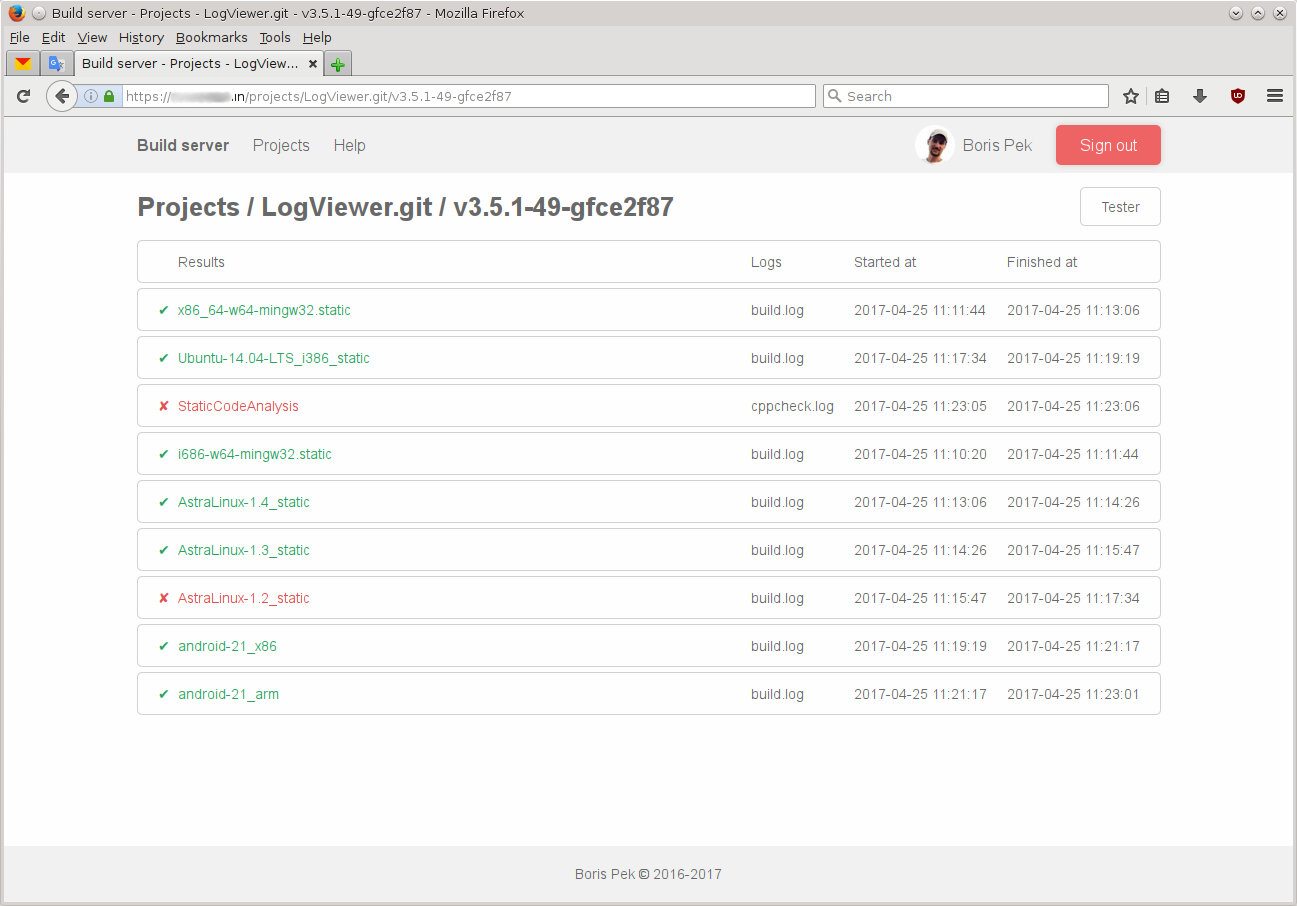 Build server - Projects - LogViewer.git - v3.5.1-49-gfce2f87 - Mozilla Firefox
File Edit View History Bookmarks Tools Help
Build server - Projects - LogView...
https:// .in/projects/LogViewer.git/v3.5.1-49-gfce2f87 Search
Build server Projects Help Boris Pek Sign out
Projects / LogViewer.git / v3.5.1-49-gfce2f87 Tester
Results Logs Started at Finished at
✔ x86_64-w64-mingw32.static build.log 2017-04-25 11:11:44 2017-04-25 11:13:06
✔ Ubuntu-14.04-LTS_i386_static build.log 2017-04-25 11:17:34 2017-04-25 11:19:19
✘ StaticCodeAnalysis cppcheck.log 2017-04-25 11:23:05 2017-04-25 11:23:06
✔ i686-w64-mingw32.static build.log 2017-04-25 11:10:20 2017-04-25 11:11:44
✔ AstraLinux-1.4_static build.log 2017-04-25 11:13:06 2017-04-25 11:14:26
✔ AstraLinux-1.3_static build.log 2017-04-25 11:14:26 2017-04-25 11:15:47
✘ AstraLinux-1.2_static build.log 2017-04-25 11:15:47 2017-04-25 11:17:34
✔ android-21_x86 build.log 2017-04-25 11:19:19 2017-04-25 11:21:17
✔ android-21_arm build.log 2017-04-25 11:21:17 2017-04-25 11:23:01
Boris Pek © 2016-2017